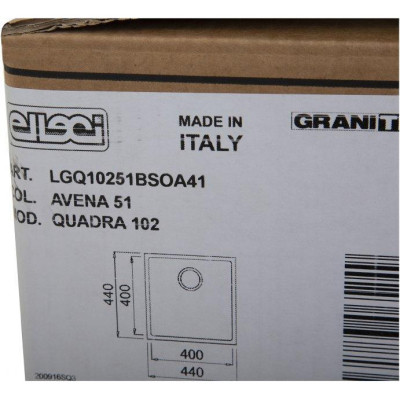 elleci
MADE IN
ITALY
GRANIT
ART. LGQ10251BSOA41
COL. AVENA 51
MOD. QUADRA 102
440
400
400
440